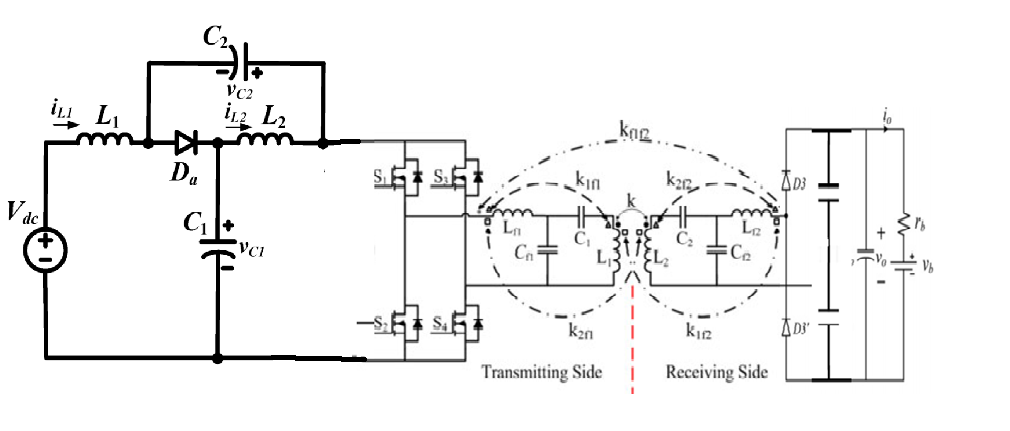 C2
vC2
iL1
L1
iL2
L2
Da
Vdc
C1
vC1
S1
S3
S2
S4
kf1f2
k1f1
k2f2
k
Lf1
C1
Cf1
L1
L2
C2
Cf2
Lf2
k2f1
k1f2
Transmitting Side
Receiving Side
D3
D3'
io
v0
rb
vb